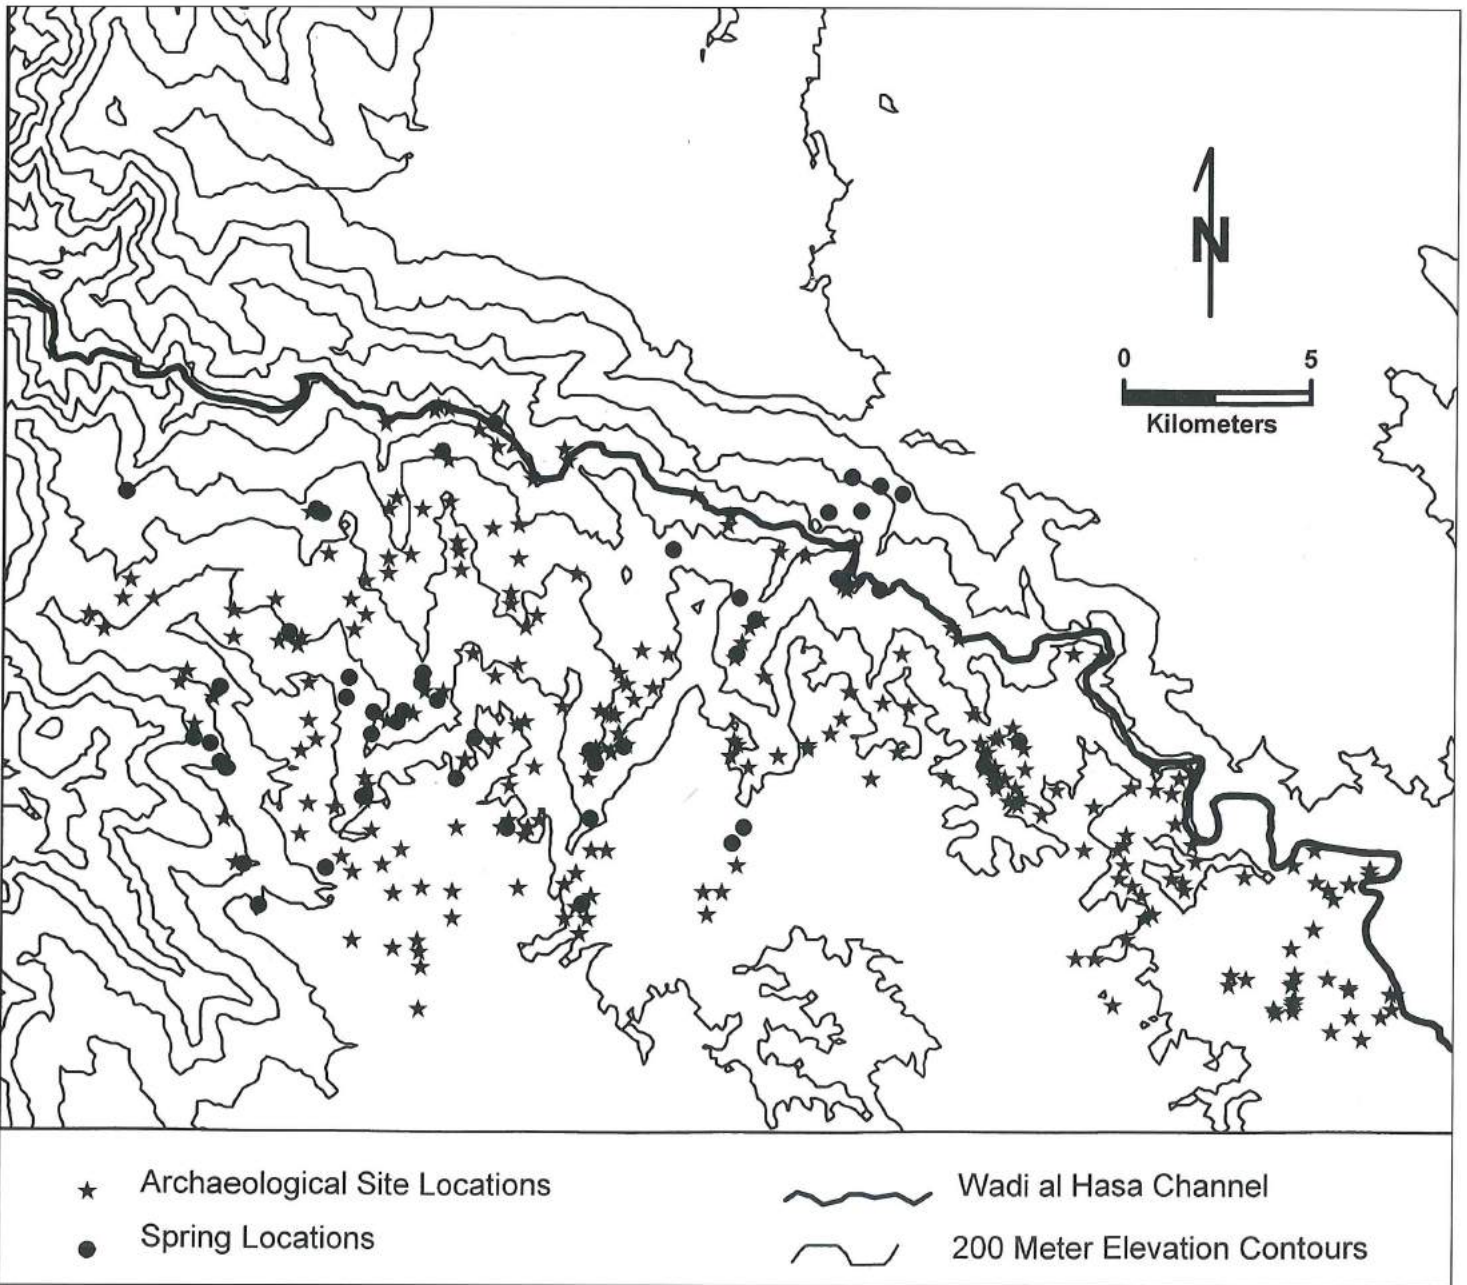 N
0 5
Kilometers
Archaeological Site Locations
Wadi al Hasa Channel
Spring Locations
200 Meter Elevation Contours